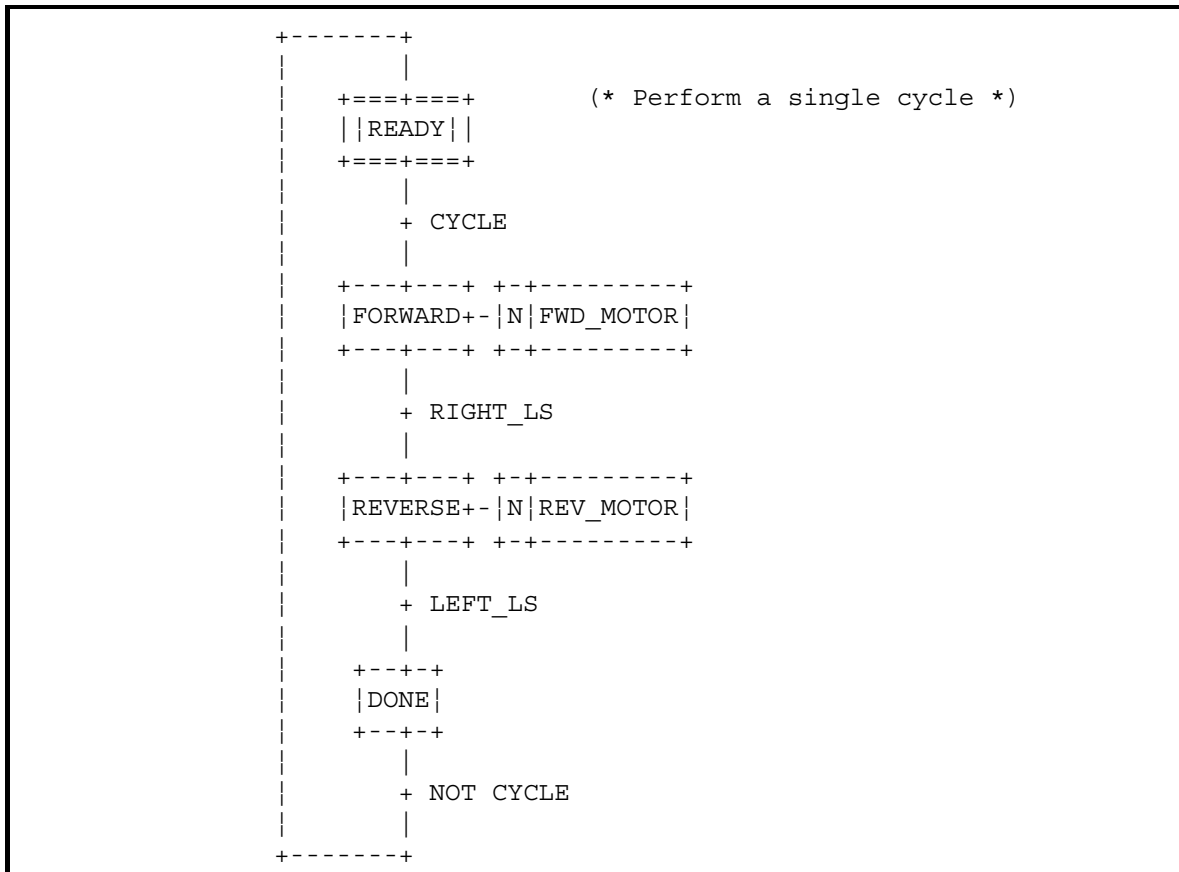 (* Perform a single cycle *)
READY
CYCLE
FORWARD N FWD_MOTOR
RIGHT_LS
REVERSE N REV_MOTOR
LEFT_LS
DONE
NOT CYCLE